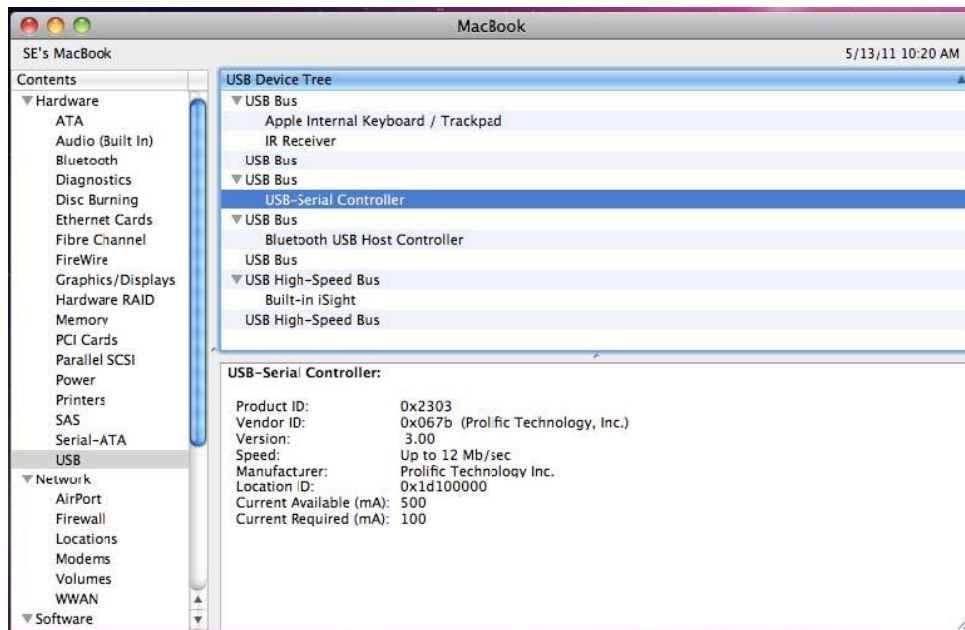 MacBook
SE's MacBook
5/13/11 10:20 AM
Contents
Hardware
ATA
Audio (Built In)
Bluetooth
Diagnostics
Disc Burning
Ethernet Cards
Fibre Channel
FireWire
Graphics/Displays
Hardware RAID
Memory
PCI Cards
Parallel SCSI
Power
Printers
SAS
Serial-ATA
USB
Network
AirPort
Firewall
Locations
Modems
Volumes
WWAN
Software
USB Device Tree
USB Bus
Apple Internal Keyboard / Trackpad
IR Receiver
USB Bus
USB Bus
USB-Serial Controller
USB Bus
Bluetooth USB Host Controller
USB Bus
USB High-Speed Bus
Built-in iSight
USB High-Speed Bus
USB-Serial Controller:
Product ID: 0x2303
Vendor ID: 0x067b (Prolific Technology, Inc.)
Version: 3.00
Speed: Up to 12 Mb/sec
Manufacturer: Prolific Technology Inc.
Location ID: 0x1d100000
Current Available (mA): 500
Current Required (mA): 100